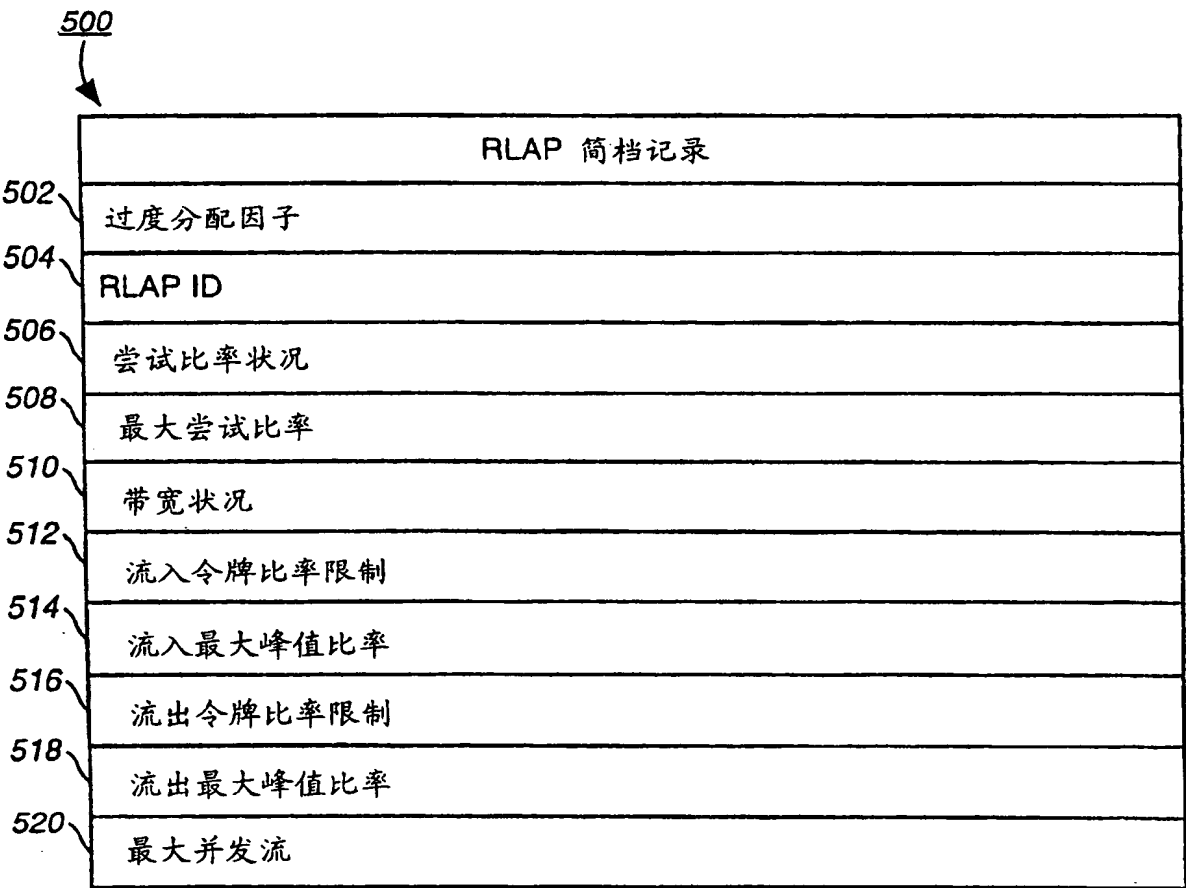 500
RLAP 简档记录
502
过度分配因子
504
RLAP ID
506
尝试比率状况
508
最大尝试比率
510
带宽状况
512
流入令牌比率限制
514
流入最大峰值比率
516
流出令牌比率限制
518
流出最大峰值比率
520
最大并发流